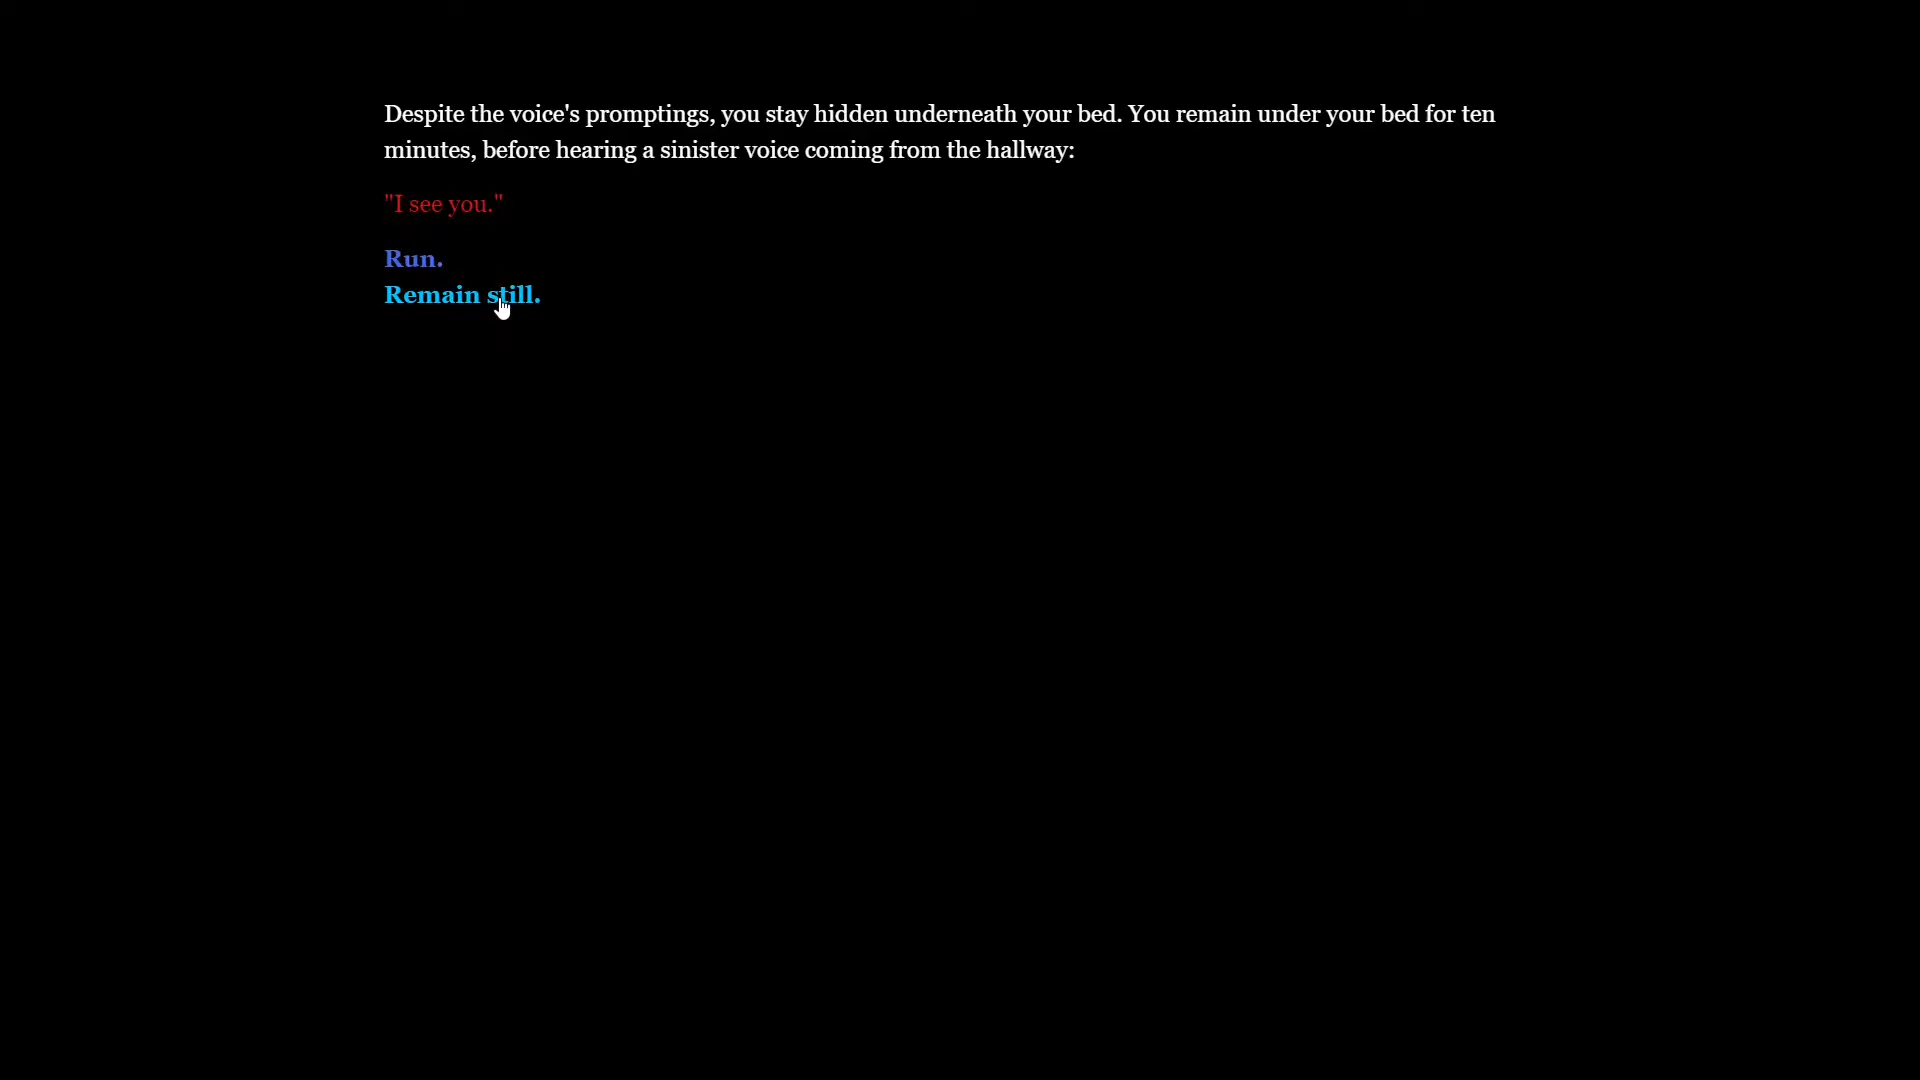 Despite the voice's promptings, you stay hidden underneath your bed. You remain under your bed for ten
minutes, before hearing a sinister voice coming from the hallway:
"I see you."
Run.
Remain still.